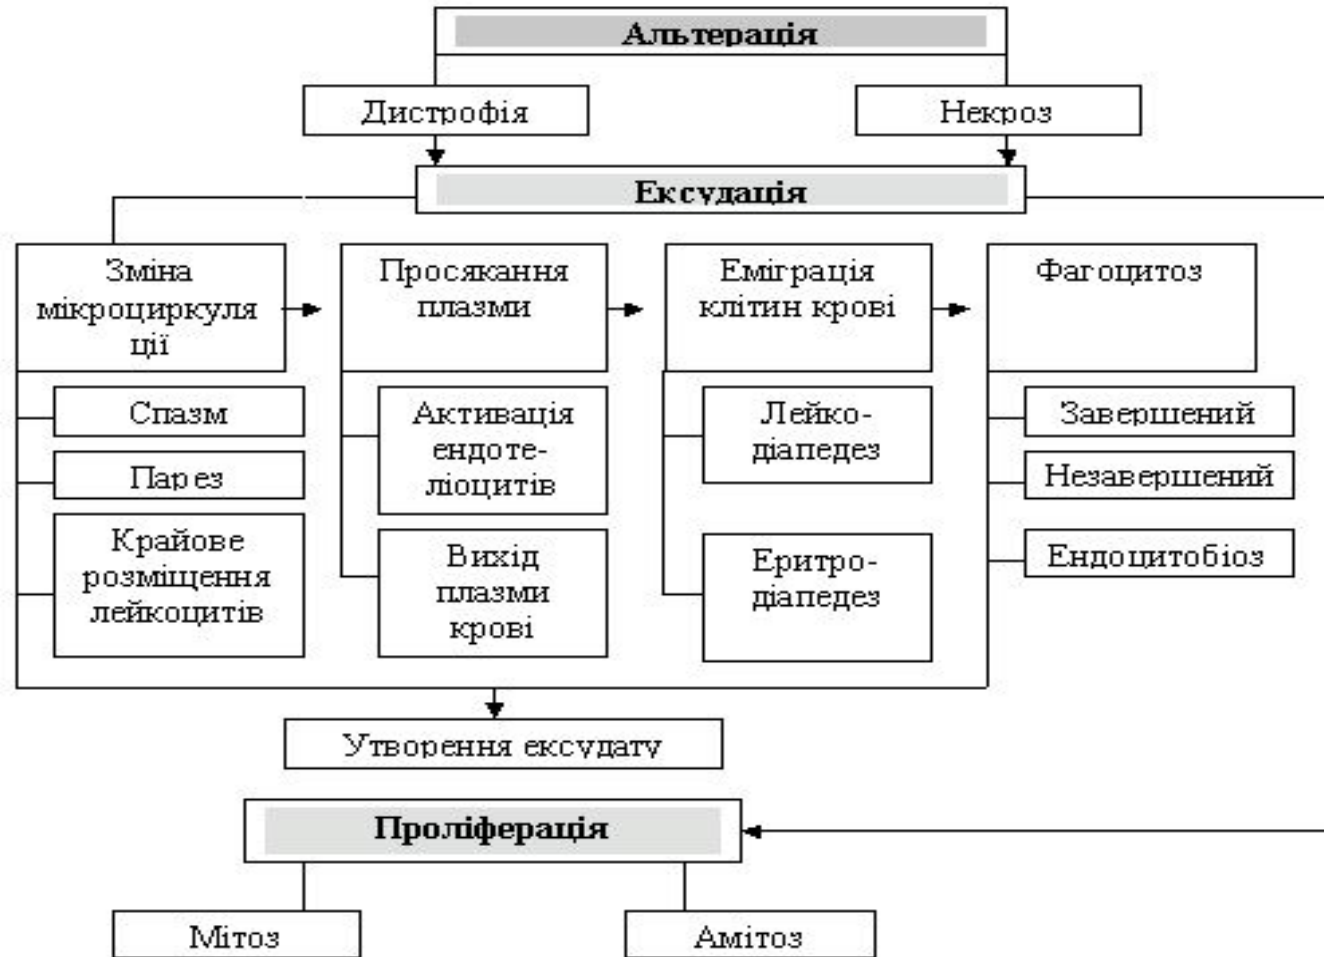 Альтерація
Дистрофія
Некроз
Ексудація
Зміна
мікроциркуля
ції
Просякання
плазми
Еміграція
клітин крові
Фагоцитоз
Спазм
Парез
Крайове
розміщення
лейкоцитів
Активація
ендоте-
ліоцитів
Вихід
плазми
крові
Лейко-
діапедез
Еритро-
діапедез
Завершений
Незавершений
Ендоцитобіоз
Утворення ексудату
Проліферація
Мітоз
Амітоз